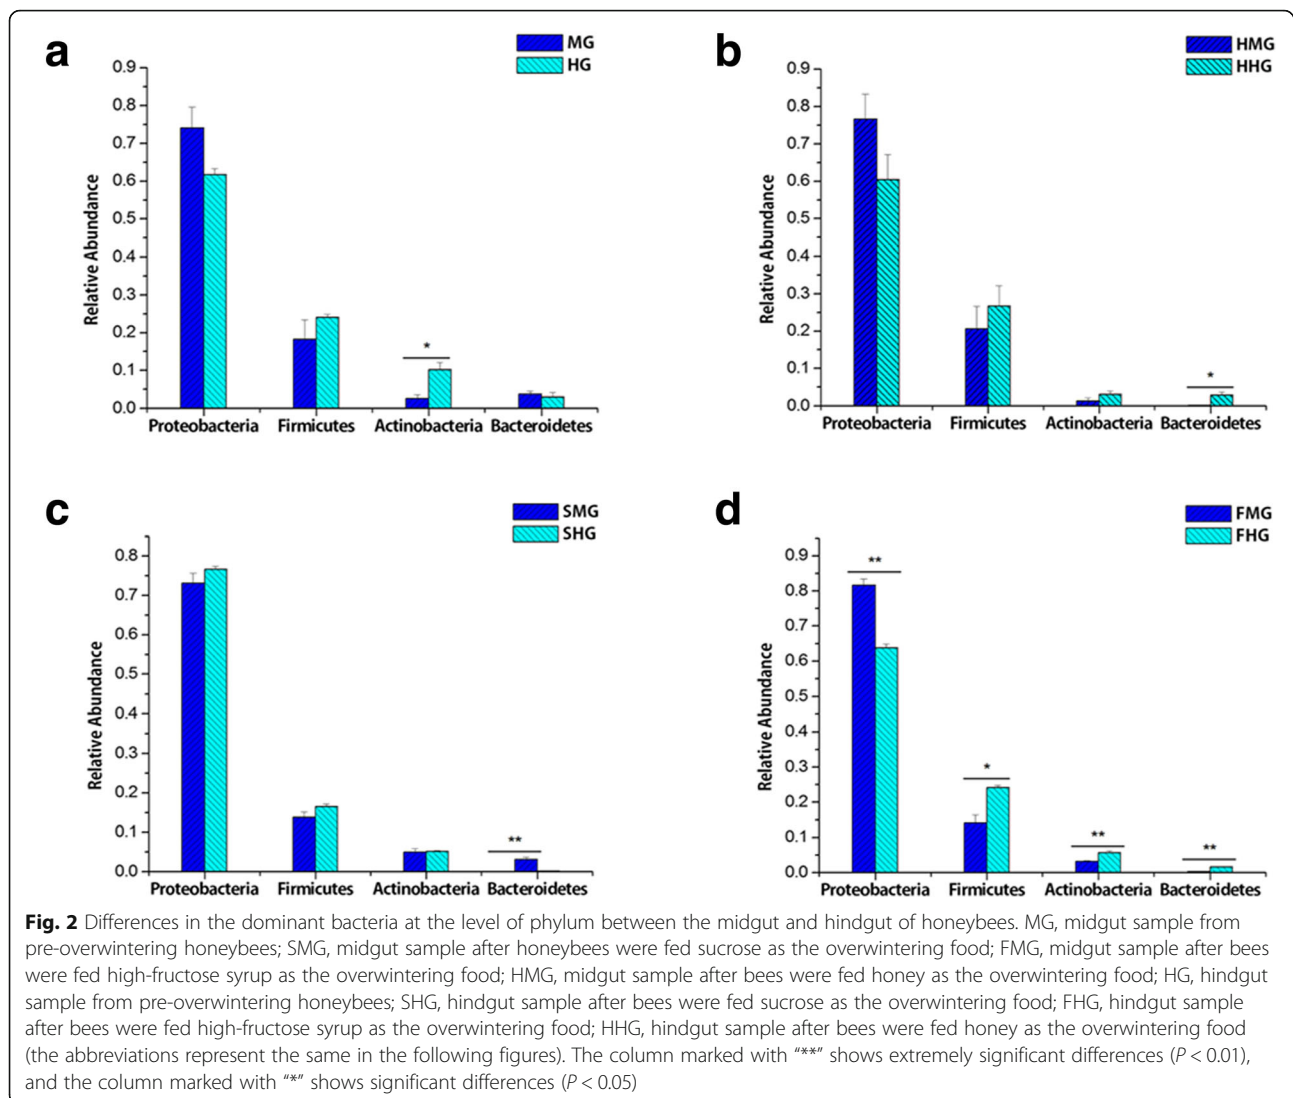 a
MG
HG
0.9
0.8
0.7
0.6
0.5
0.4
0.3
0.2
0.1
0.0
Relative Abundance
*
Proteobacteria Firmicutes Actinobacteria Bacteroidetes
b
HMG
HHG
0.9
0.8
0.7
0.6
0.5
0.4
0.3
0.2
0.1
0.0
Relative Abundance
*
Proteobacteria Firmicutes Actinobacteria Bacteroidetes
c
SMG
SHG
0.8
0.7
0.6
0.5
0.4
0.3
0.2
0.1
0.0
Relative Abundance
**
Proteobacteria Firmicutes Actinobacteria Bacteroidetes
d
FMG
FHG
0.9
0.8
0.7
0.6
0.5
0.4
0.3
0.2
0.1
0.0
Relative Abundance
**
*
**
**
Proteobacteria Firmicutes Actinobacteria Bacteroidetes
Fig. 2 Differences in the dominant bacteria at the level of phylum between the midgut and hindgut of honeybees. MG, midgut sample from
pre-overwintering honeybees; SMG, midgut sample after honeybees were fed sucrose as the overwintering food; FMG, midgut sample after bees
were fed high-fructose syrup as the overwintering food; HMG, midgut sample after bees were fed honey as the overwintering food; HG, hindgut
sample from pre-overwintering honeybees; SHG, hindgut sample after bees were fed sucrose as the overwintering food; FHG, hindgut sample
after bees were fed high-fructose syrup as the overwintering food; HHG, hindgut sample after bees were fed honey as the overwintering food
(the abbreviations represent the same in the following figures). The column marked with “**” shows extremely significant differences (P < 0.01),
and the column marked with “*” shows significant differences (P < 0.05)